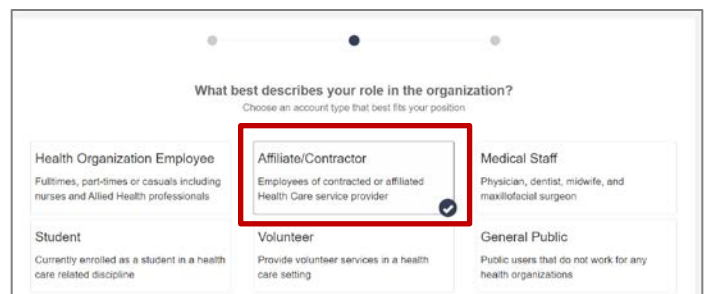 What best describes your role in the organization?
Choose an account type that best fits your position
Health Organization Employee
Fulltimes, part-times or casuals including
nurses and Allied Health professionals
Affiliate/Contractor
Employees of contracted or affiliated
Health Care service provider
Medical Staff
Physician, dentist, midwife, and
maxillofacial surgeon
Student
Currently enrolled as a student in a health
care related discipline
Volunteer
Provide volunteer services in a health
care setting
General Public
Public users that do not work for any
health organizations